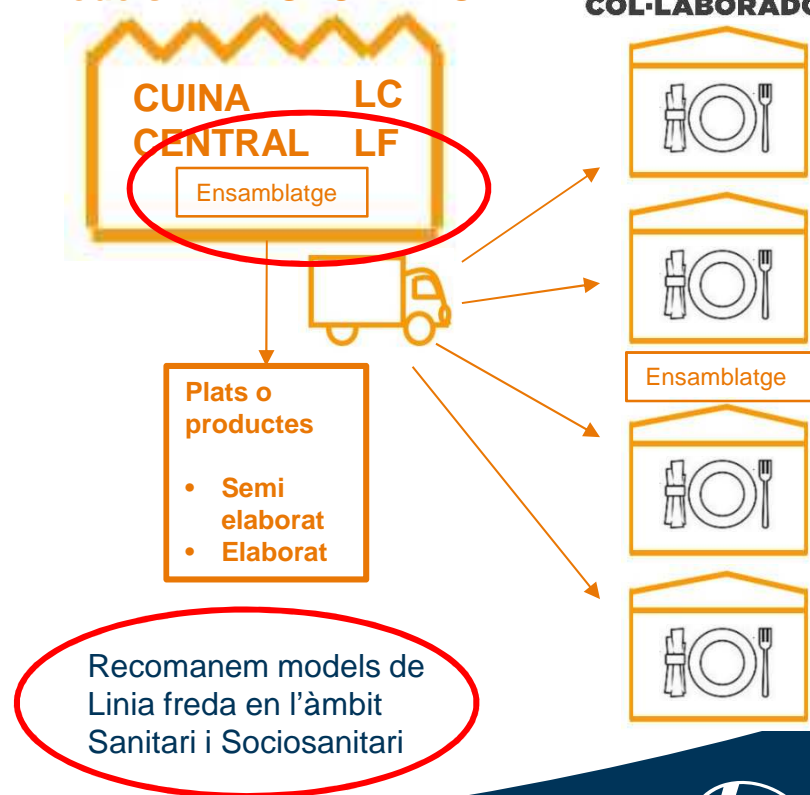 COL·LABORADO
CUINA LC
CENTRAL LF
Ensamblatge
Ensamblatge
Plats o
productes
• Semi
elaborat
• Elaborat
Recomanem models de
Linia freda en l’àmbit
Sanitari i Sociosanitari